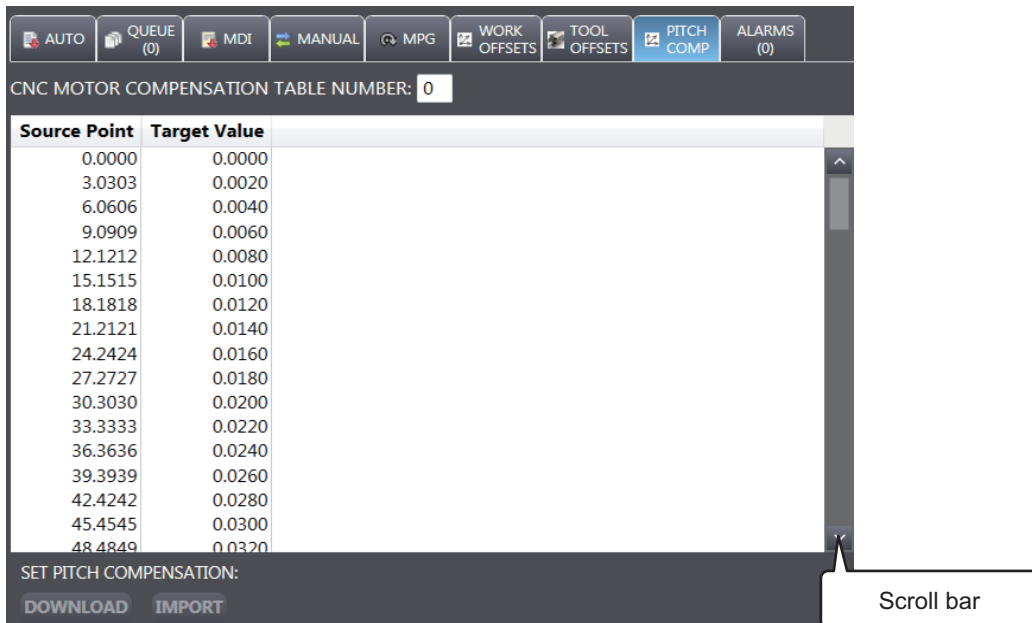 AUTO QUEUE (0) MDI MANUAL MPG WORK OFFSETS TOOL OFFSETS PITCH COMP ALARMS (0)
CNC MOTOR COMPENSATION TABLE NUMBER: 0
Source Point Target Value
0.0000 0.0000
3.0303 0.0020
6.0606 0.0040
9.0909 0.0060
12.1212 0.0080
15.1515 0.0100
18.1818 0.0120
21.2121 0.0140
24.2424 0.0160
27.2727 0.0180
30.3030 0.0200
33.3333 0.0220
36.3636 0.0240
39.3939 0.0260
42.4242 0.0280
45.4545 0.0300
48.4849 0.0320
SET PITCH COMPENSATION:
DOWNLOAD IMPORT
Scroll bar